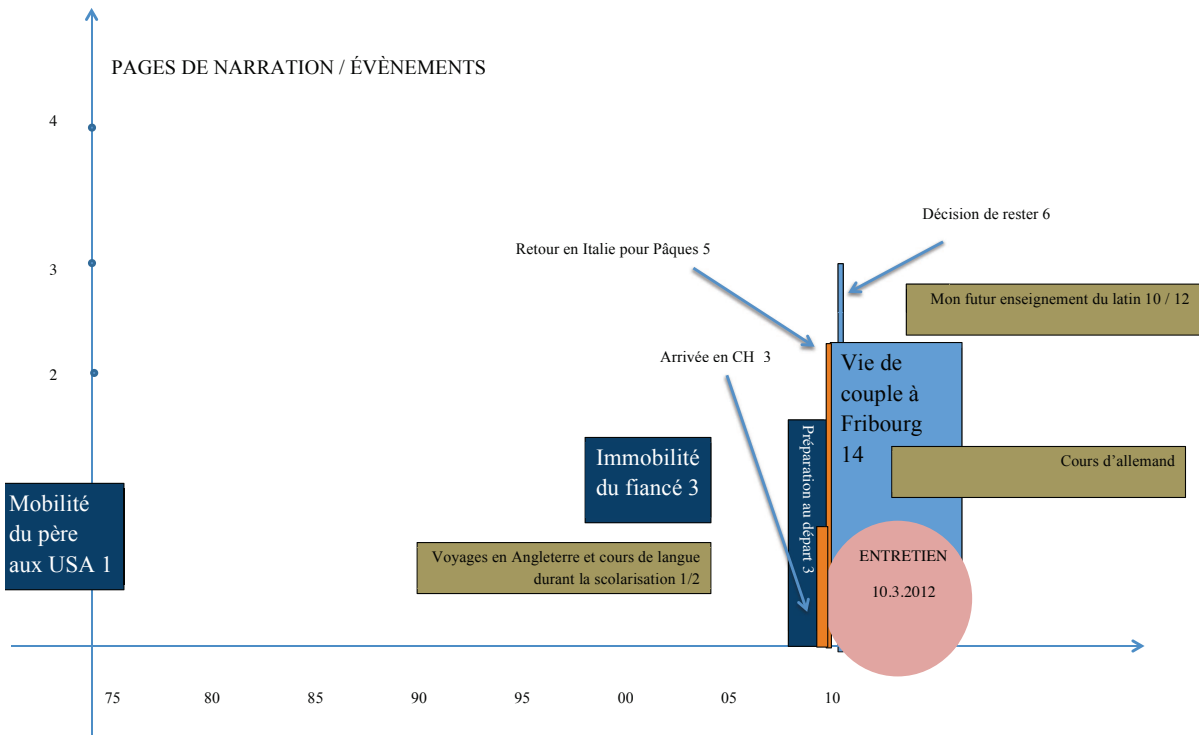 PAGES DE NARRATION / ÉVÈNEMENTS
4
3
2
Décision de rester 6
Retour en Italie pour Pâques 5
Mon futur enseignement du latin 10 / 12
Arrivée en CH 3
Vie de
couple à
Fribourg
14
Préparation au départ 3
Immobilité
du fiancé 3
Cours d'allemand
Mobilité
du père
aux USA 1
Voyages en Angleterre et cours de langue
durant la scolarisation 1/2
ENTRETIEN
10.3.2012
75 80 85 90 95 00 05 10